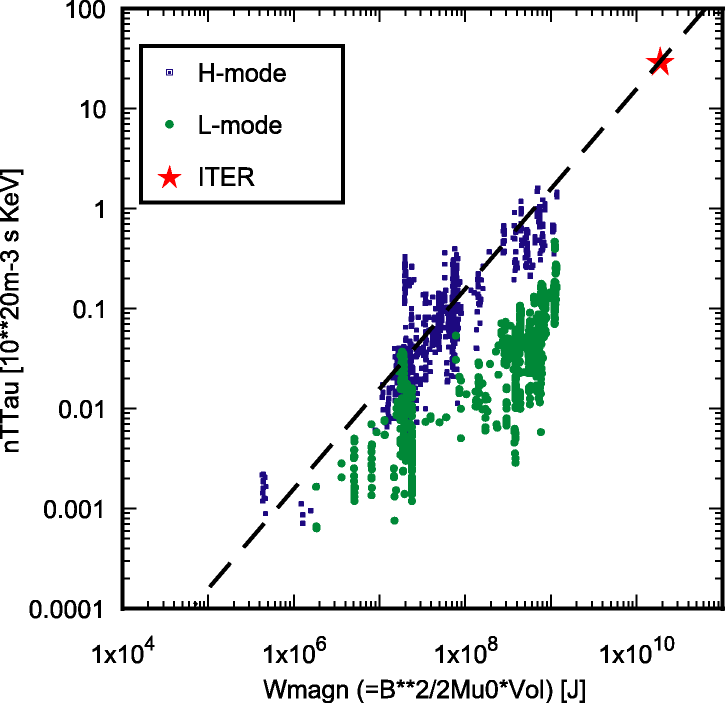 100
10
1
0.1
0.01
0.001
0.0001
nTTau [10**20m-3 s KeV]
H-mode
L-mode
ITER
1x10^4 1x10^6 1x10^8 1x10^10
Wmagn (=B**2/2Mu0*Vol) [J]